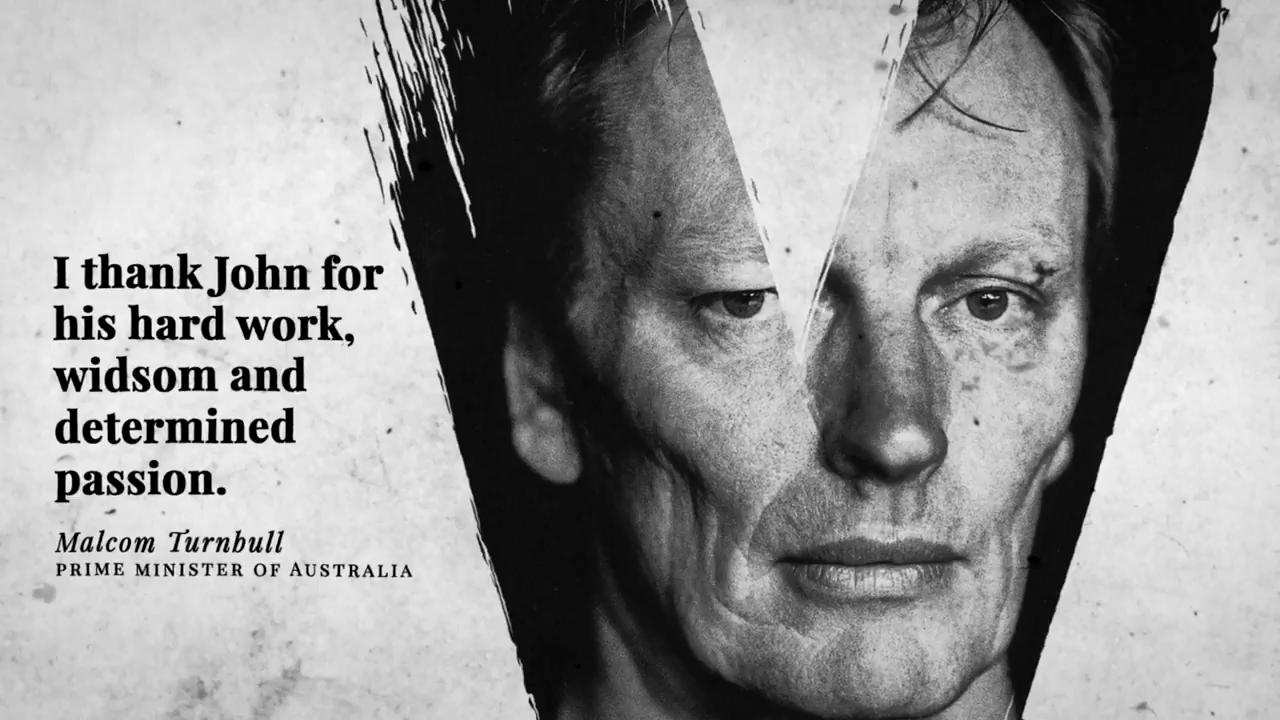 I thank John for
his hard work,
widsom and
determined
passion.
Malcom Turnbull
PRIME MINISTER OF AUSTRALIA